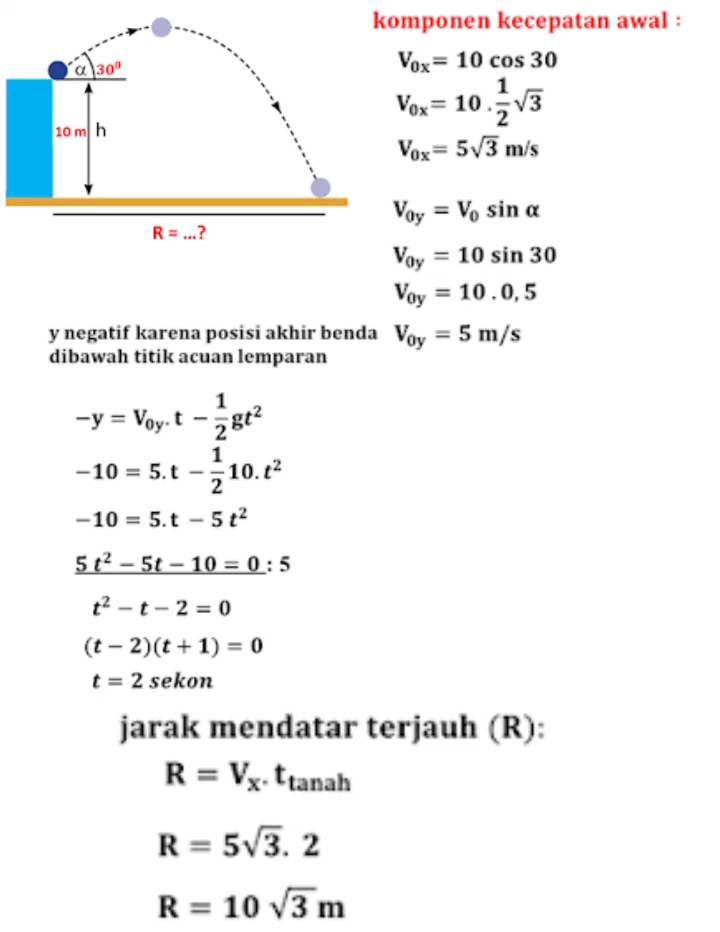 komponen kecepatan awal :
α 30⁰
10 m h
R = ...?
V₀ₓ= 10 cos 30
V₀ₓ= 10 . 1/2 √3
V₀ₓ= 5√3 m/s
V₀y = V₀ sin α
V₀y = 10 sin 30
V₀y = 10 . 0, 5
V₀y = 5 m/s
y negatif karena posisi akhir benda
dibawah titik acuan lemparan
−y = V₀y. t − 1/2 gt²
−10 = 5. t − 1/2 10. t²
−10 = 5. t − 5 t²
5 t² − 5t − 10 = 0 : 5
t² − t − 2 = 0
(t − 2)(t + 1) = 0
t = 2 sekon
jarak mendatar terjauh (R):
R = Vₓ. t tanah
R = 5√3. 2
R = 10 √3 m